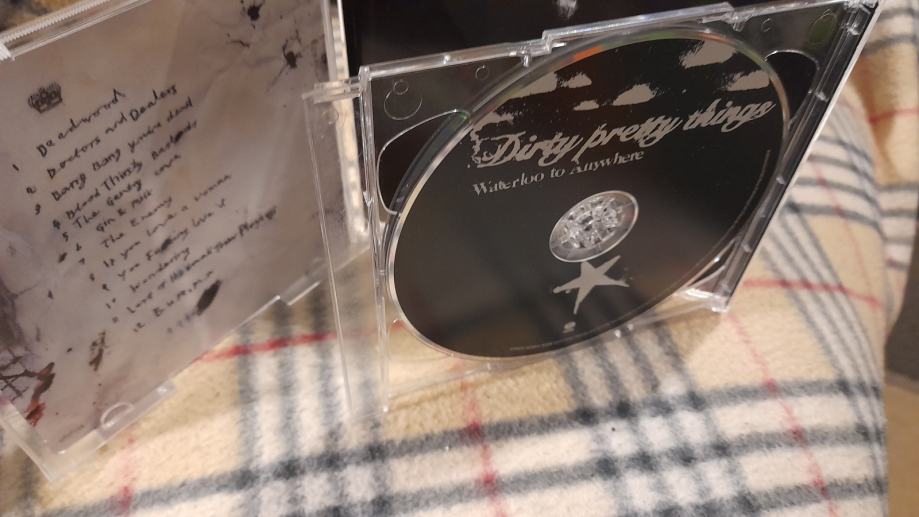 1 Deadwood
2 Doctors and Dealers
3 Bang Bang you're dead
4 Blood Thirsty Bastards
5 The Gentry Cove
6 Gin & Milk
7 The Enemy
8 If you Love a woman
9 You Fucking Love it
10 Wondering
11 Last of the small Town Playboys
12 B.U.R.M.A
Dirty pretty things
Waterloo to Anywhere